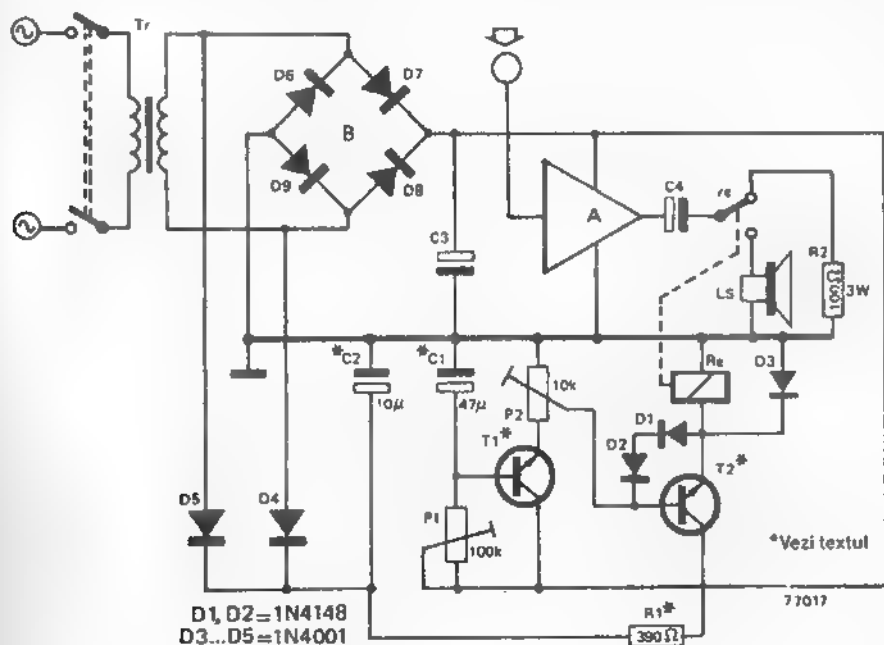 Tr
D6
D7
B
D9
D8
A
C4
re
C3
LS
R2
100Ω
3W
*C2
10µ
*C1
47µ
10k
P2
Re
D3
D1
D2
T1*
T2*
D5
D4
P1
100k
*Vezi textul
77017
D1, D2=1N4148
D3...D5=1N4001
R1*
390Ω